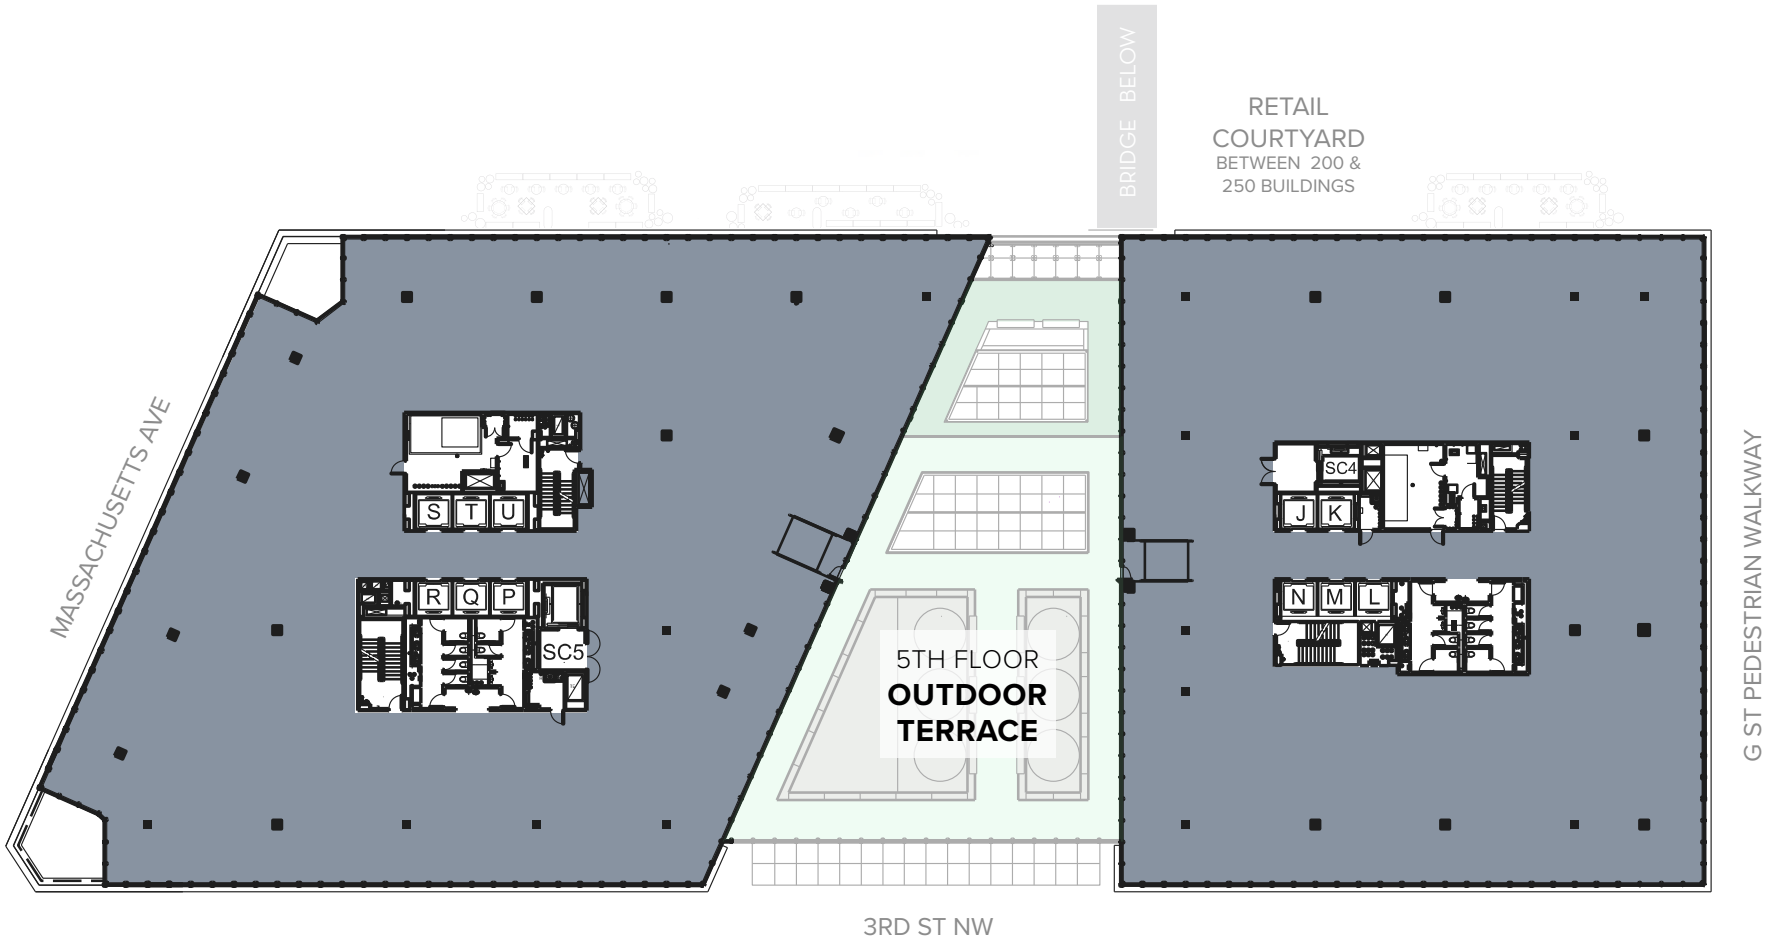 BRIDGE BELOW
RETAIL
COURTYARD
BETWEEN 200 &
250 BUILDINGS
MASSACHUSETTS AVE
S T U
R Q P
SC5
5TH FLOOR
OUTDOOR
TERRACE
SC4
J K
N M L
G ST PEDESTRIAN WALKWAY
3RD ST NW